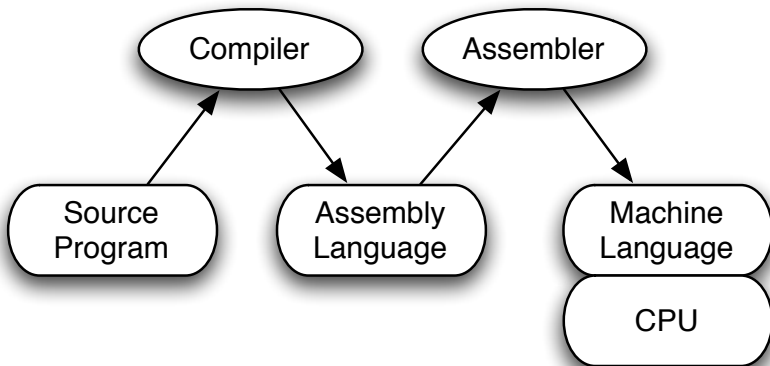 Compiler
Assembler
Source
Program
Assembly
Language
Machine
Language
CPU